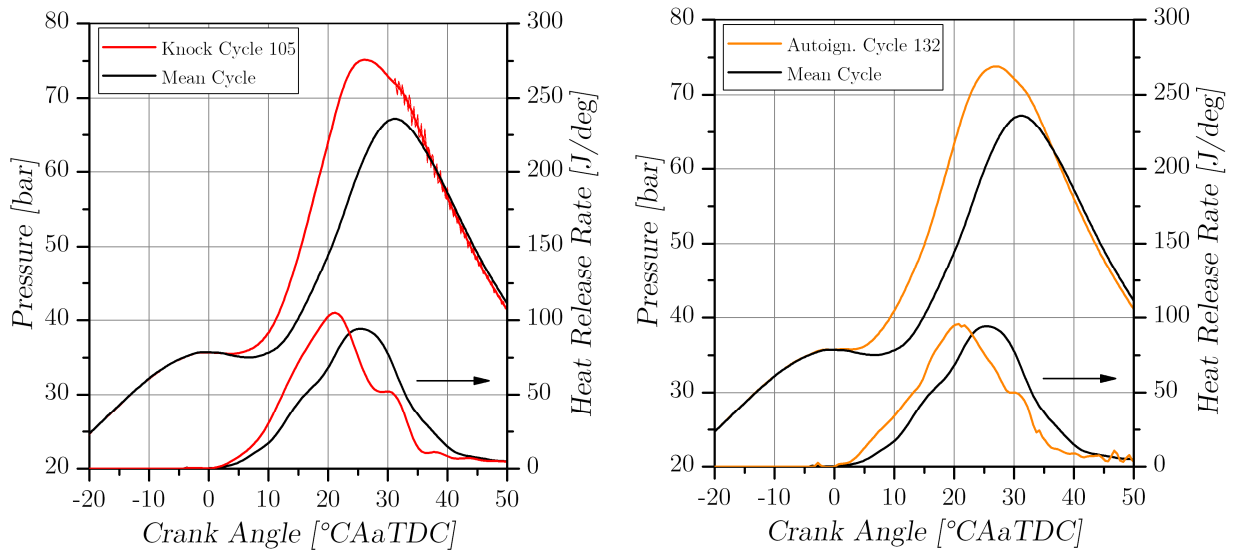 Knock Cycle 105
Mean Cycle
80
70
60
50
40
30
20
Pressure [bar]
300
250
200
150
100
50
0
Heat Release Rate [J/deg]
-20 -10 0 10 20 30 40 50
Crank Angle [°CAaTDC]
Autoign. Cycle 132
Mean Cycle
80
70
60
50
40
30
20
Pressure [bar]
300
250
200
150
100
50
0
Heat Release Rate [J/deg]
-20 -10 0 10 20 30 40 50
Crank Angle [°CAaTDC]